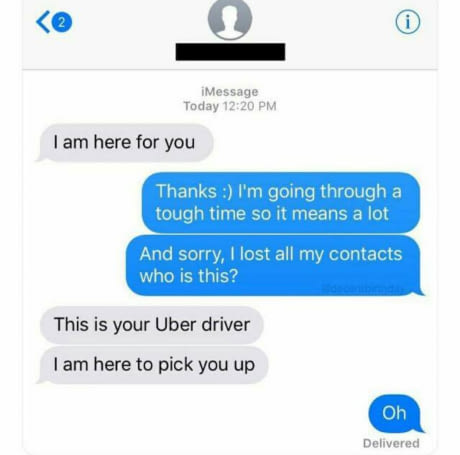 2
iMessage
Today 12:20 PM
I am here for you
Thanks :) I'm going through a
tough time so it means a lot
And sorry, I lost all my contacts
who is this?
This is your Uber driver
I am here to pick you up
Oh
Delivered